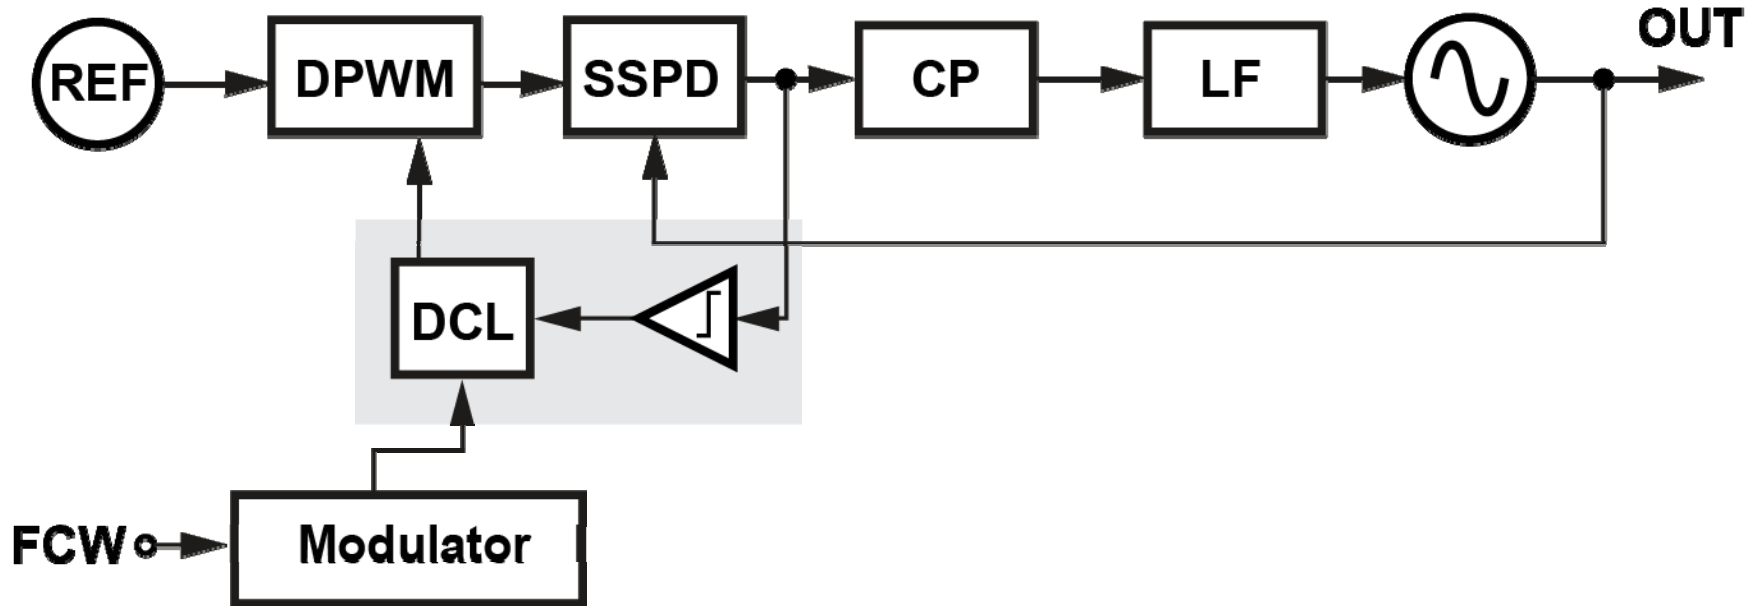 OUT
REF
DPWM
SSPD
CP
LF
DCL
FCW
Modulator